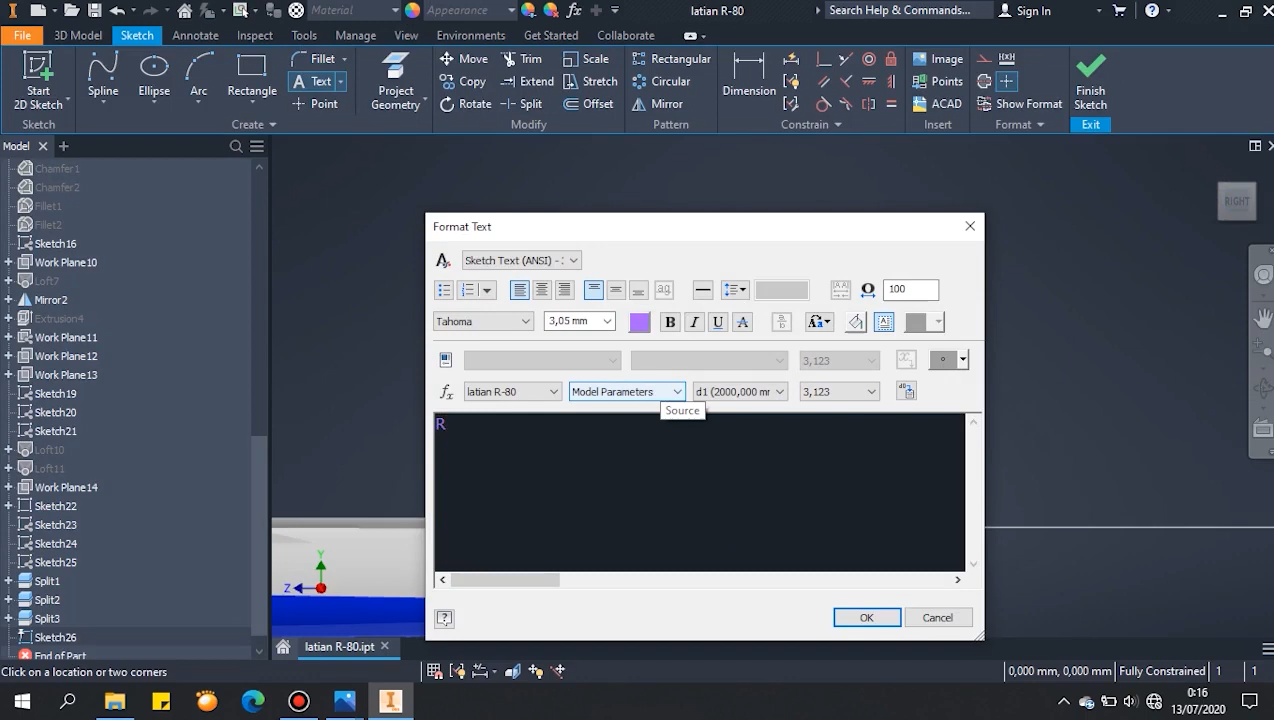 Material
Appearance
latian R-80
Search Help & Commands...
Sign In
File
3D Model
Sketch
Annotate
Inspect
Tools
Manage
View
Environments
Get Started
Collaborate
Start
2D Sketch
Spline
Ellipse
Arc
Rectangle
Fillet
Text
Point
Project
Geometry
Move
Copy
Rotate
Trim
Extend
Split
Scale
Stretch
Offset
Rectangular
Circular
Mirror
Dimension
Image
Points
ACAD
Show Format
Finish
Sketch
Sketch
Create
Modify
Pattern
Constrain
Insert
Format
Exit
Model
Chamfer1
Chamfer2
Fillet1
Fillet2
Sketch16
Work Plane10
Loft7
Mirror2
Extrusion4
Work Plane11
Work Plane12
Work Plane13
Sketch19
Sketch20
Sketch21
Loft10
Loft11
Work Plane14
Sketch22
Sketch23
Sketch24
Sketch25
Split1
Split2
Split3
Sketch26
End of Part
RIGHT
Y
Z
Format Text
Sketch Text (ANSI) -
100
Tahoma
3,05 mm
B I U A
3,123
latian R-80
Model Parameters
d1 (2000,000 mr
3,123
Source
R
OK
Cancel
latian R-80.ipt
Click on a location or two corners
0,000 mm, 0,000 mm
Fully Constrained
1
1
0:16
13/07/2020